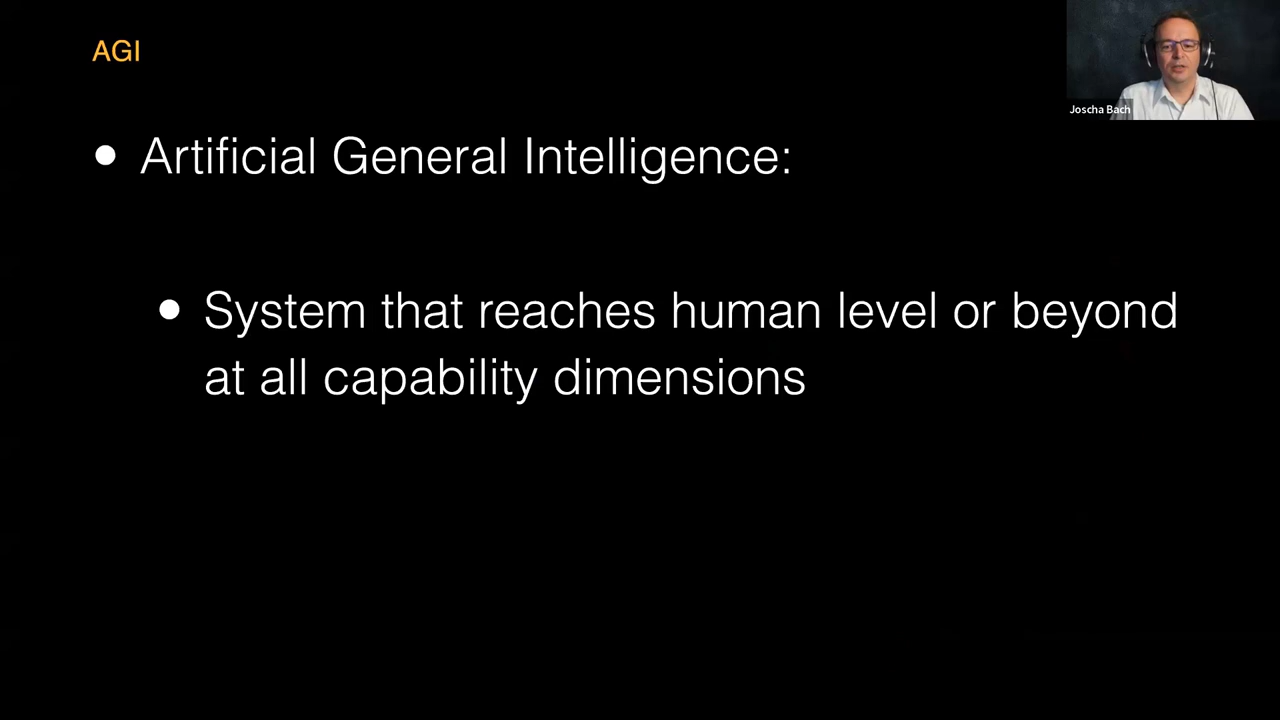 AGI
Joscha Bach
Artificial General Intelligence:
System that reaches human level or beyond
at all capability dimensions